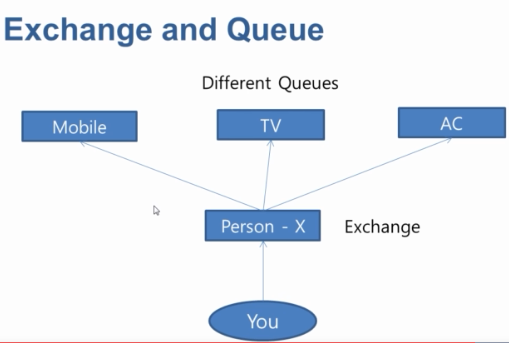 Exchange and Queue
Different Queues
Mobile
TV
AC
Person - X
Exchange
You